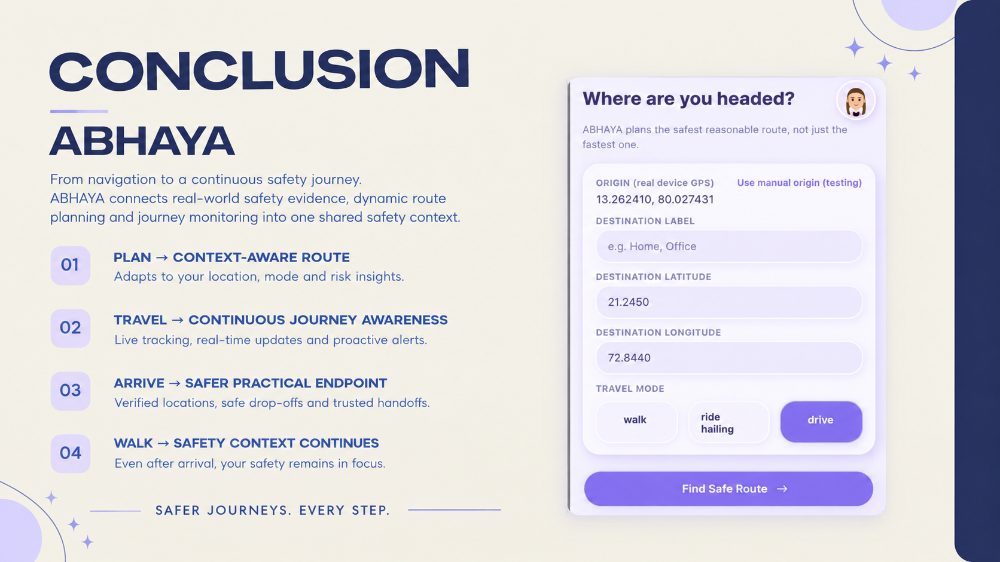 CONCLUSION
ABHAYA
From navigation to a continuous safety journey.
ABHAYA connects real-world safety evidence, dynamic route
planning and journey monitoring into one shared safety context.
01
PLAN → CONTEXT-AWARE ROUTE
Adapts to your location, mode and risk insights.
02
TRAVEL → CONTINUOUS JOURNEY AWARENESS
Live tracking, real-time updates and proactive alerts.
03
ARRIVE → SAFER PRACTICAL ENDPOINT
Verified locations, safe drop-offs and trusted handoffs.
04
WALK → SAFETY CONTEXT CONTINUES
Even after arrival, your safety remains in focus.
SAFER JOURNEYS. EVERY STEP.
Where are you headed?
ABHAYA plans the safest reasonable route, not just the
fastest one.
ORIGIN (real device GPS) Use manual origin (testing)
13.262410, 80.027431
DESTINATION LABEL
e.g. Home, Office
DESTINATION LATITUDE
21.2450
DESTINATION LONGITUDE
72.8440
TRAVEL MODE
walk
ride
hailing
drive
Find Safe Route →